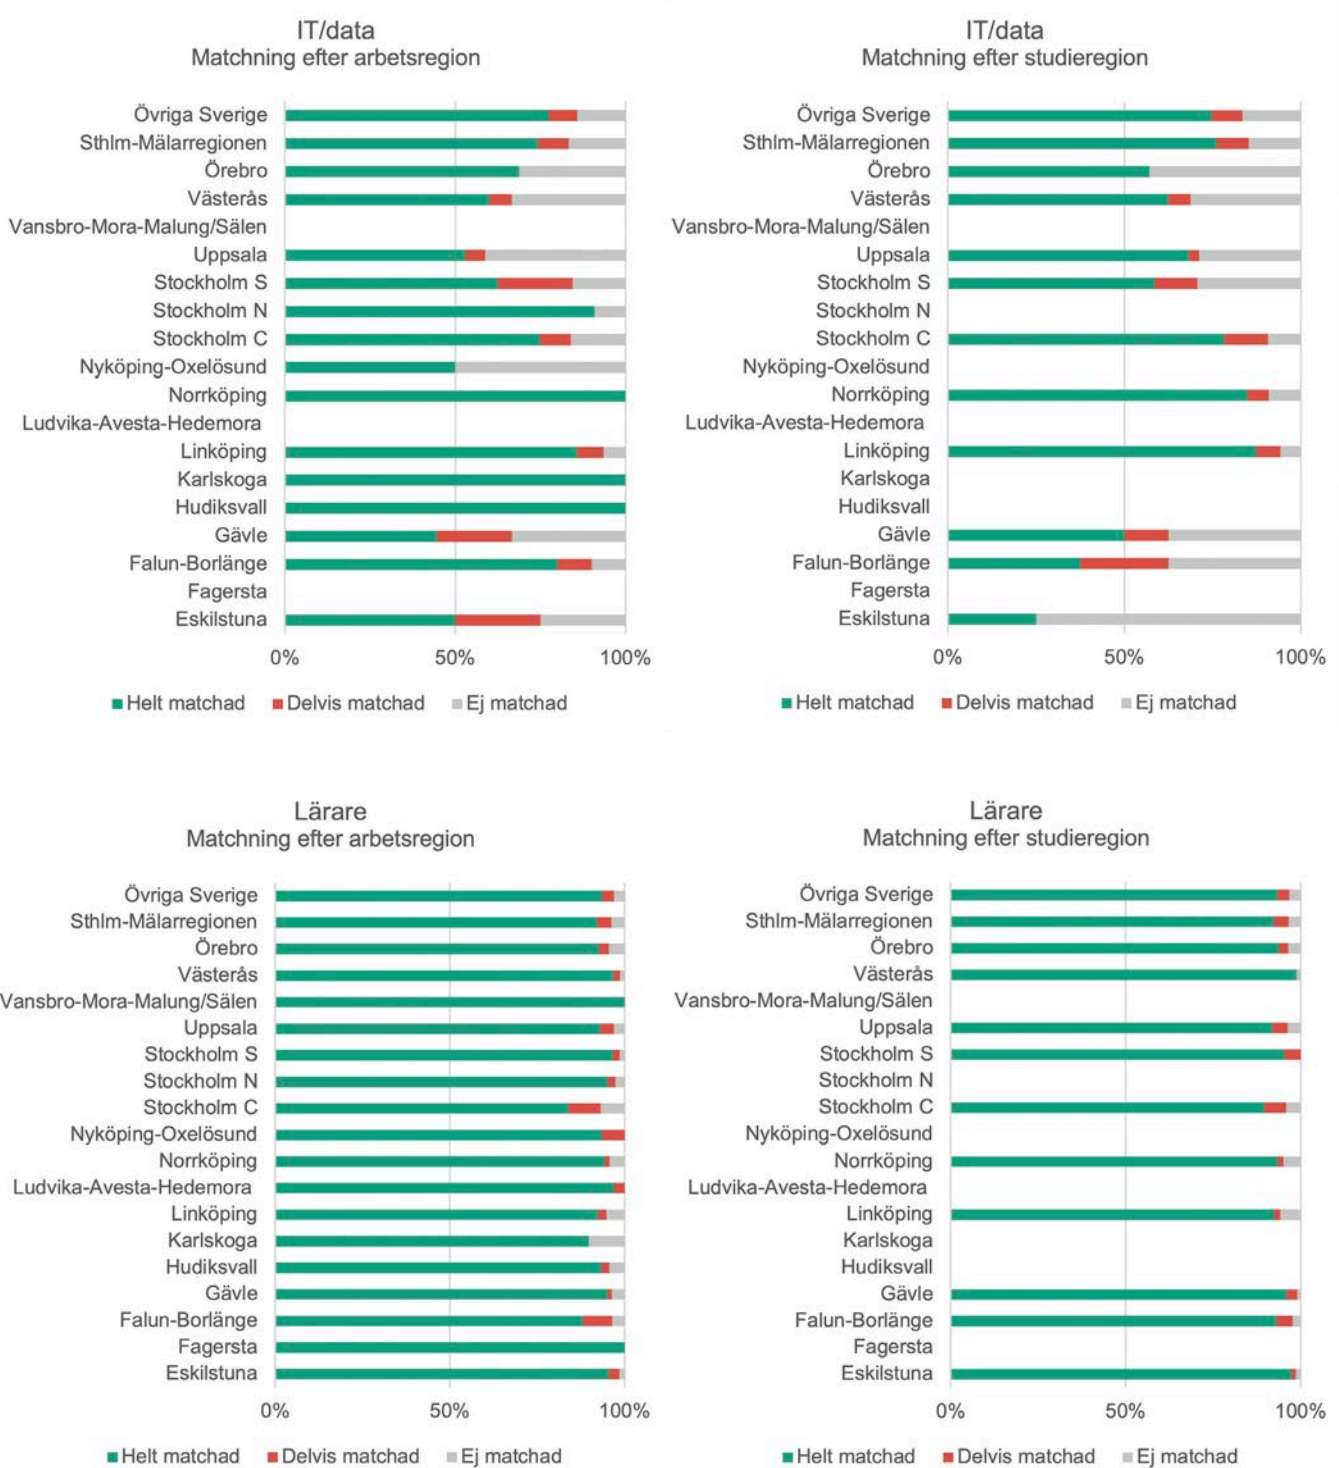 IT/data
Matchning efter arbetsregion
Övriga Sverige
Sthlm-Mälarregionen
Örebro
Västerås
Vansbro-Mora-Malung/Sälen
Uppsala
Stockholm S
Stockholm N
Stockholm C
Nyköping-Oxelösund
Norrköping
Ludvika-Avesta-Hedemora
Linköping
Karlskoga
Hudiksvall
Gävle
Falun-Borlänge
Fagersta
Eskilstuna
0% 50% 100%
Helt matchad Delvis matchad Ej matchad
IT/data
Matchning efter studieregion
Övriga Sverige
Sthlm-Mälarregionen
Örebro
Västerås
Vansbro-Mora-Malung/Sälen
Uppsala
Stockholm S
Stockholm N
Stockholm C
Nyköping-Oxelösund
Norrköping
Ludvika-Avesta-Hedemora
Linköping
Karlskoga
Hudiksvall
Gävle
Falun-Borlänge
Fagersta
Eskilstuna
0% 50% 100%
Helt matchad Delvis matchad Ej matchad
Lärare
Matchning efter arbetsregion
Övriga Sverige
Sthlm-Mälarregionen
Örebro
Västerås
Vansbro-Mora-Malung/Sälen
Uppsala
Stockholm S
Stockholm N
Stockholm C
Nyköping-Oxelösund
Norrköping
Ludvika-Avesta-Hedemora
Linköping
Karlskoga
Hudiksvall
Gävle
Falun-Borlänge
Fagersta
Eskilstuna
0% 50% 100%
Helt matchad Delvis matchad Ej matchad
Lärare
Matchning efter studieregion
Övriga Sverige
Sthlm-Mälarregionen
Örebro
Västerås
Vansbro-Mora-Malung/Sälen
Uppsala
Stockholm S
Stockholm N
Stockholm C
Nyköping-Oxelösund
Norrköping
Ludvika-Avesta-Hedemora
Linköping
Karlskoga
Hudiksvall
Gävle
Falun-Borlänge
Fagersta
Eskilstuna
0% 50% 100%
Helt matchad Delvis matchad Ej matchad